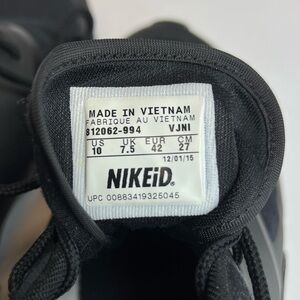 MADE IN VIETNAM
FABRIQUE AU VIETNAM
812062-994 VJNI
US UK EUR CM
10 7.5 42 27
12/01/15
NIKEiD.
UPC 00883419325045